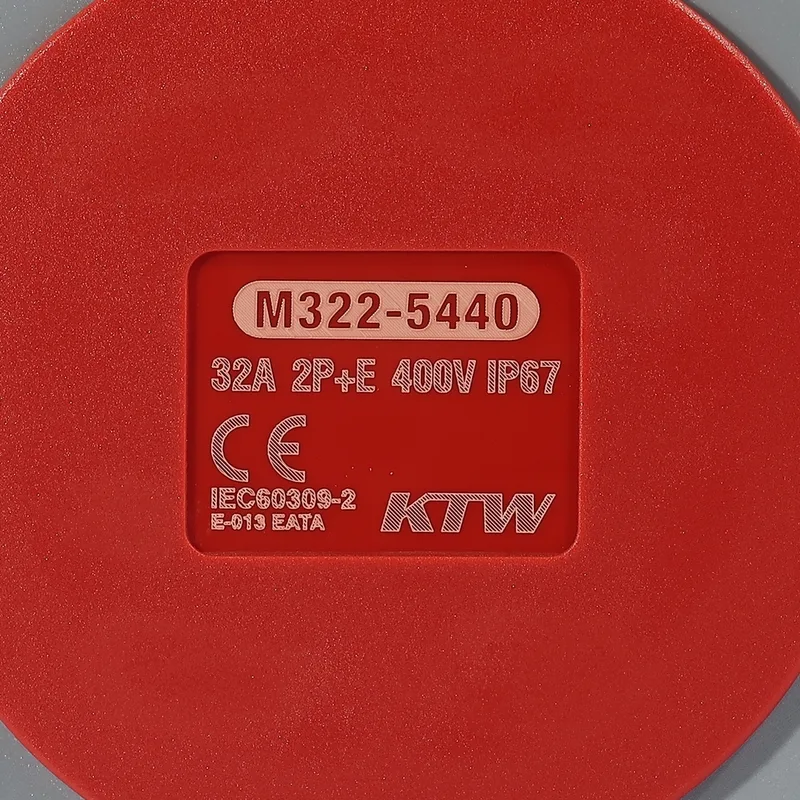 M322-5440
32A 2P+E 400V IP67
CE
IEC60309-2
E-013 EATA
KTW